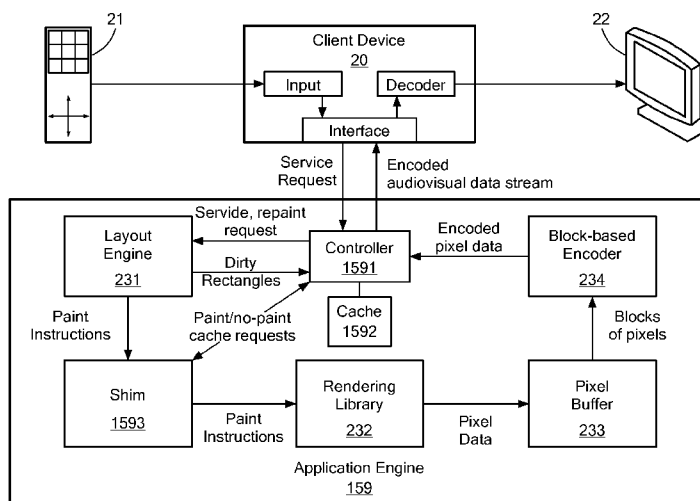 21
Client Device
20
Input
Decoder
Interface
22
Service
Request
Encoded
audiovisual data stream
Layout
Engine
231
Servide, repaint
request
Dirty
Rectangles
Controller
1591
Cache
1592
Encoded
pixel data
Block-based
Encoder
234
Paint
Instructions
Paint/no-paint
cache requests
Blocks
of pixels
Shim
1593
Paint
Instructions
Rendering
Library
232
Pixel
Data
Pixel
Buffer
233
Application Engine
159